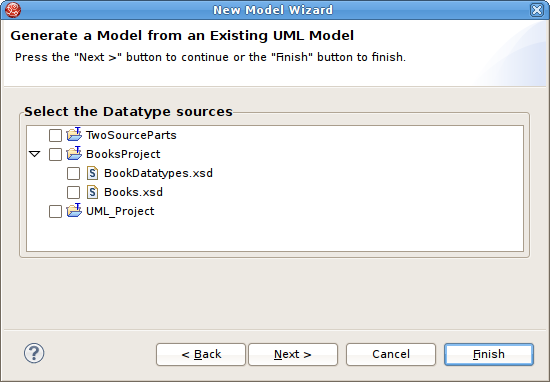 New Model Wizard
Generate a Model from an Existing UML Model
Press the "Next >" button to continue or the "Finish" button to finish.
Select the Datatype sources
TwoSourceParts
BooksProject
BookDatatypes.xsd
Books.xsd
UML_Project
? < Back Next > Cancel Finish